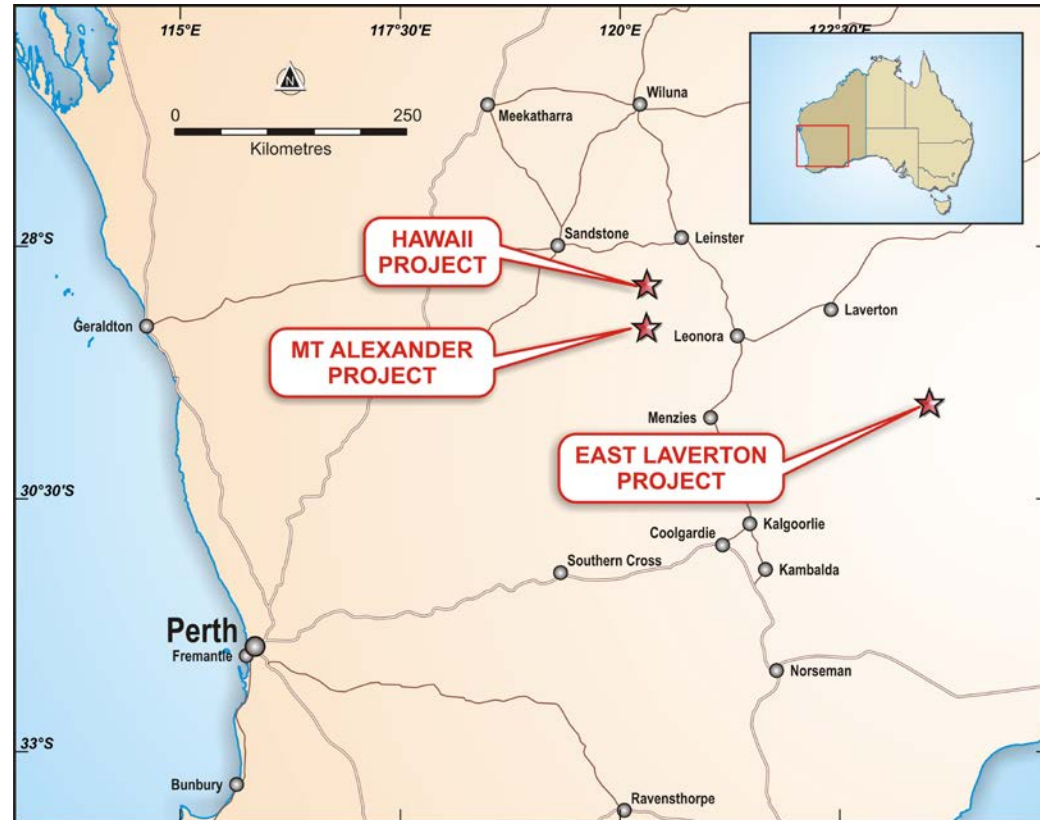 115°E
117°30'E
120°E
122°30'E
N
0 250
Kilometres
Meekatharra
Wiluna
HAWAII
PROJECT
Sandstone
Leinster
28°S
Geraldton
MT ALEXANDER
PROJECT
Leonora
Laverton
Menzies
EAST LAVERTON
PROJECT
30°30'S
Coolgardie
Kalgoorlie
Southern Cross
Kambalda
Perth
Fremantle
Norseman
33°S
Bunbury
Ravensthorpe